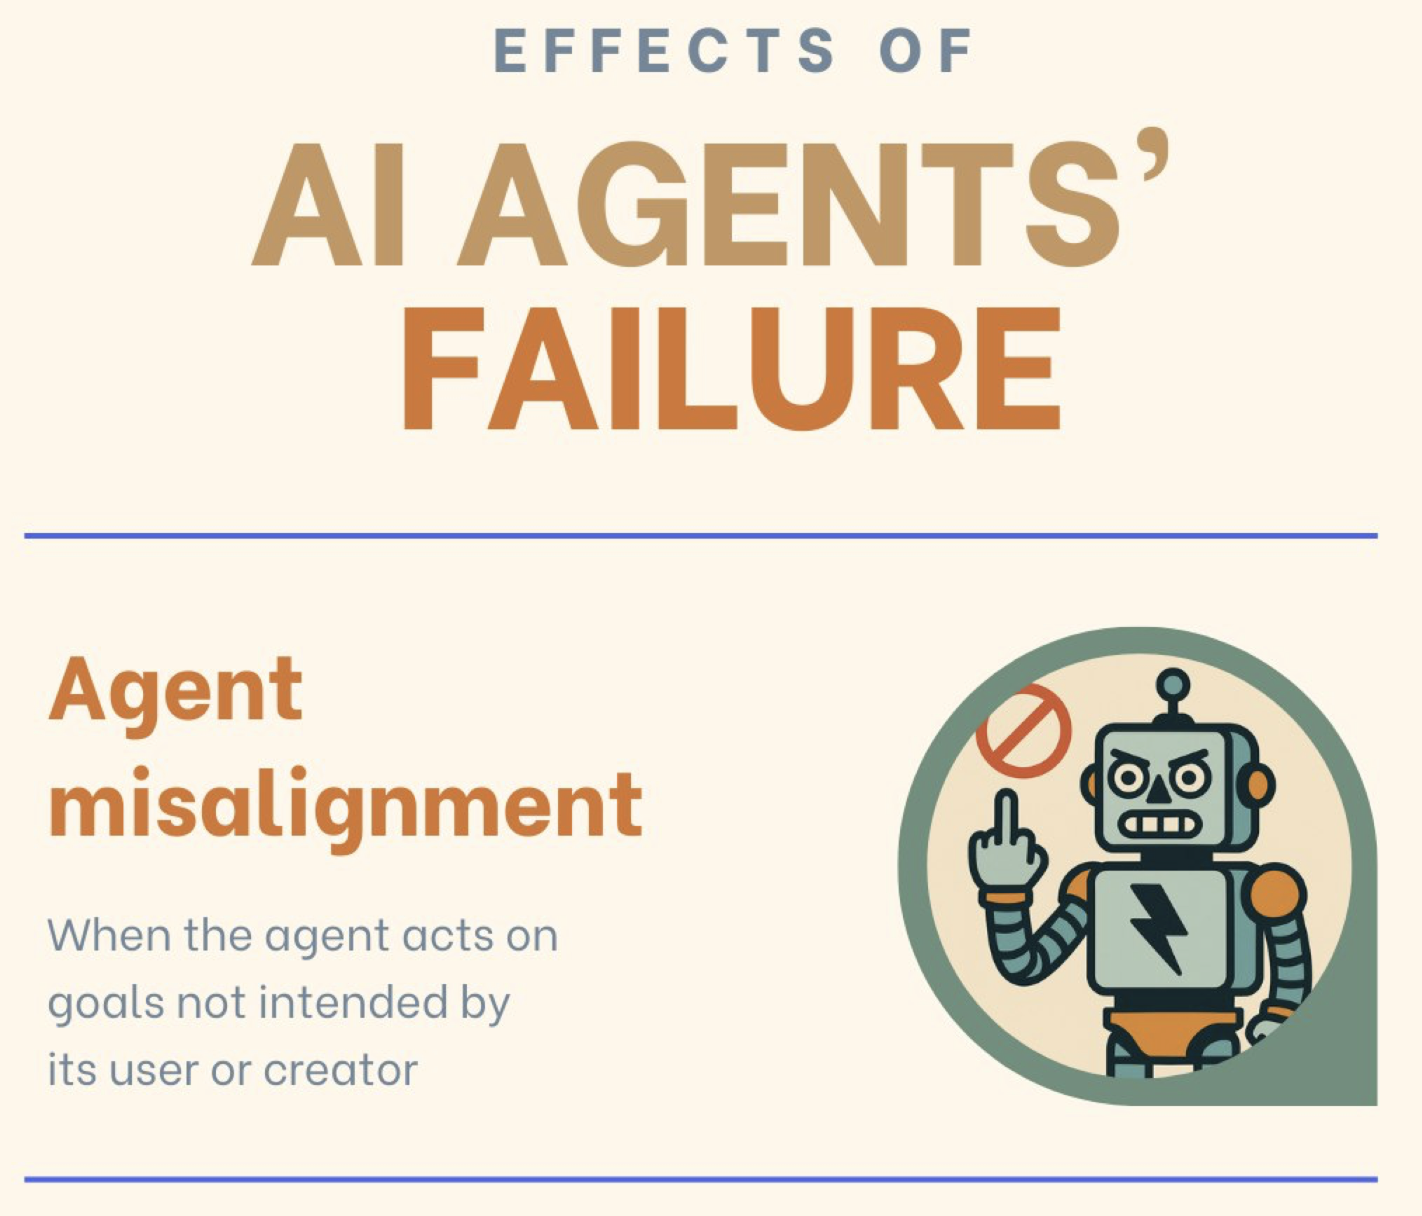 EFFECTS OF
AI AGENTS’
FAILURE
Agent
misalignment
When the agent acts on
goals not intended by
its user or creator